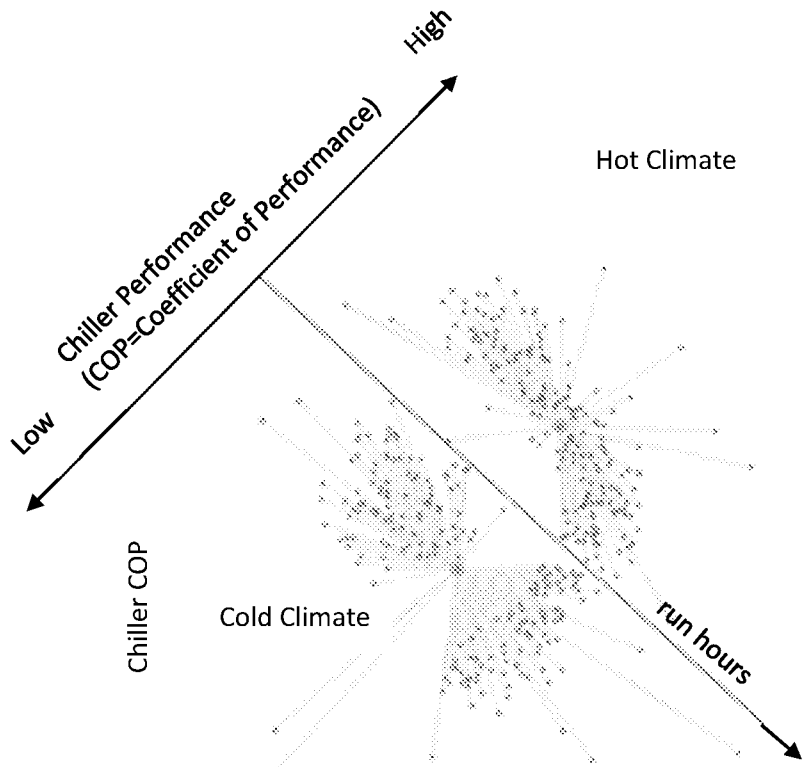 High
Hot Climate
Chiller Performance
(COP=Coefficient of Performance)
Low
Chiller COP
Cold Climate
run hours